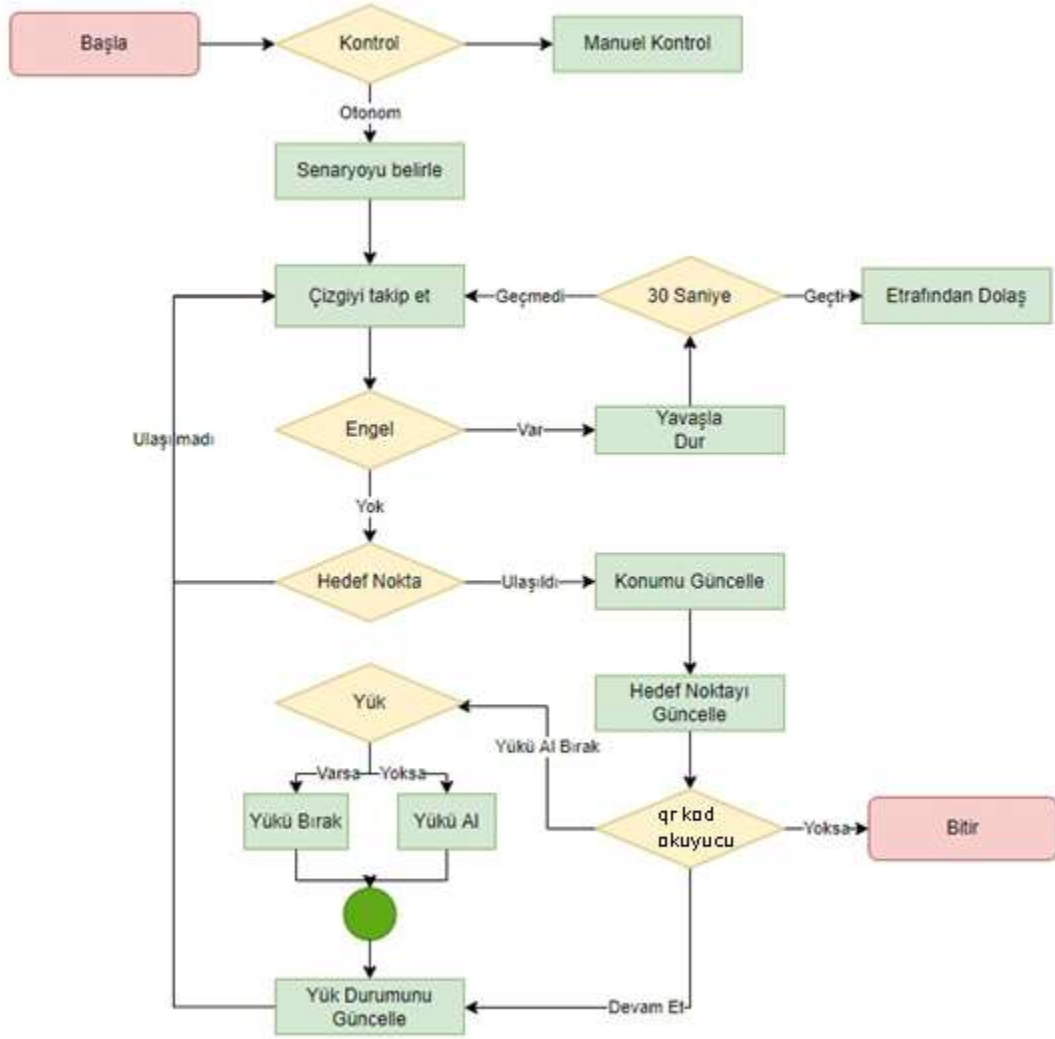 Başla
Kontrol
Manuel Kontrol
Otonom
Senaryoyu belirle
Çizgiyi takip et
Geçmedi
30 Saniye
Geçti
Etrafından Dolaş
Engel
Var
Yavaşla
Dur
Ulaşılmadı
Yok
Hedef Nokta
Ulaşıldı
Konumu Güncelle
Hedef Noktayı
Güncelle
Yük
Yükü Al Bırak
Varsa
Yoksa
Yükü Bırak
Yükü Al
qr kod
okuyucu
Yoksa
Bitir
Yük Durumunu
Güncelle
Devam Et